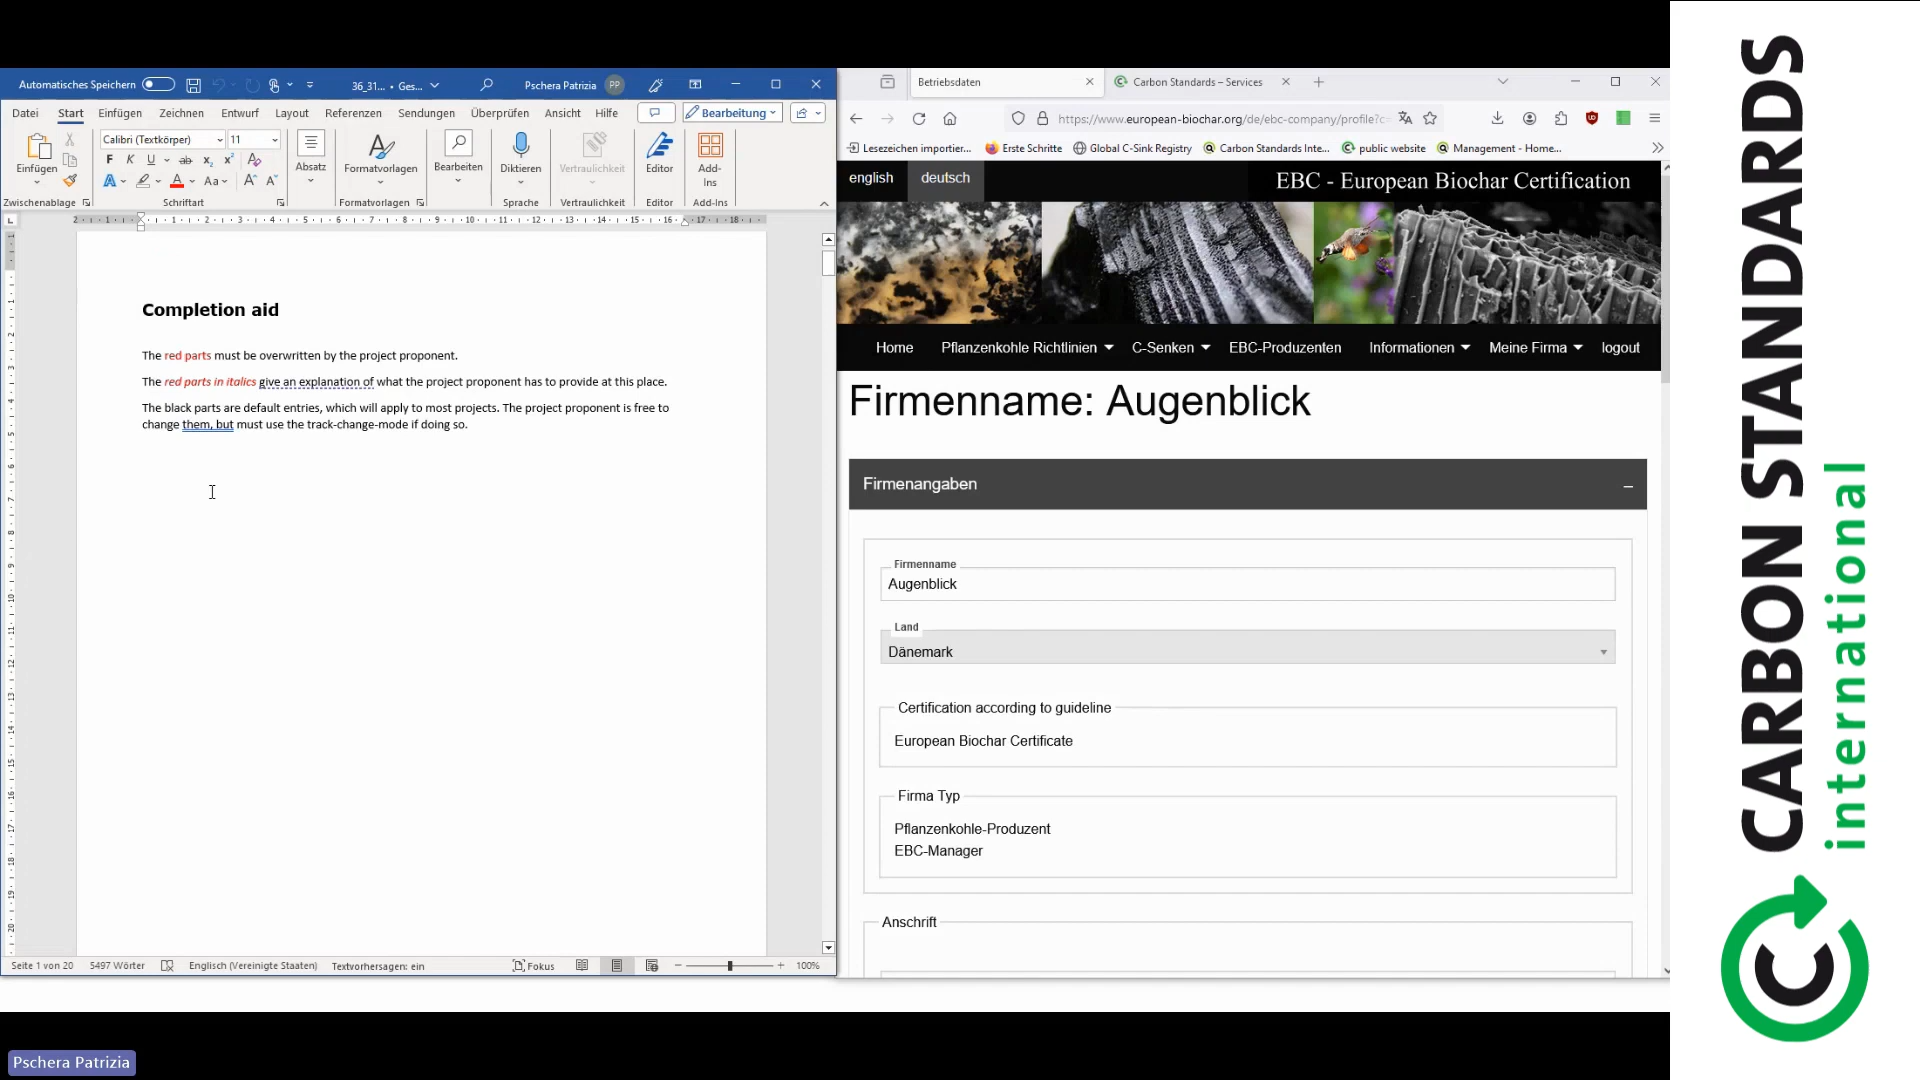 Automatisches Speichern
36_31... • Ges...
Pschera Patrizia
PP
Datei Start Einfügen Zeichnen Entwurf Layout Referenzen Sendungen Überprüfen Ansicht Hilfe
Bearbeitung
Calibri (Textkörper) 11
Einfügen
F K U ab x₂ x²
A A Aa A A
Absatz
Formatvorlagen
Bearbeiten
Diktieren
Vertraulichkeit
Editor
Add-
Ins
Zwischenablage
Schriftart
Formatvorlagen
Sprache
Vertraulichkeit
Editor
Add-Ins
Completion aid
The red parts must be overwritten by the project proponent.
The red parts in italics give an explanation of what the project proponent has to provide at this place.
The black parts are default entries, which will apply to most projects. The project proponent is free to
change them, but must use the track-change-mode if doing so.
Seite 1 von 20
5497 Wörter
Englisch (Vereinigte Staaten)
Textvorhersagen: ein
Fokus
100%
Betriebsdaten
Carbon Standards – Services
https://www.european-biochar.org/de/ebc-company/profile?c=
Lesezeichen importier...
Erste Schritte
Global C-Sink Registry
Carbon Standards Inte...
public website
Management - Home...
english
deutsch
EBC - European Biochar Certification
Home
Pflanzenkohle Richtlinien
C-Senken
EBC-Produzenten
Informationen
Meine Firma
logout
Firmenname: Augenblick
Firmenangaben
Firmenname
Augenblick
Land
Dänemark
Certification according to guideline
European Biochar Certificate
Firma Typ
Pflanzenkohle-Produzent
EBC-Manager
Anschrift
CARBON STANDARDS
international
Pschera Patrizia